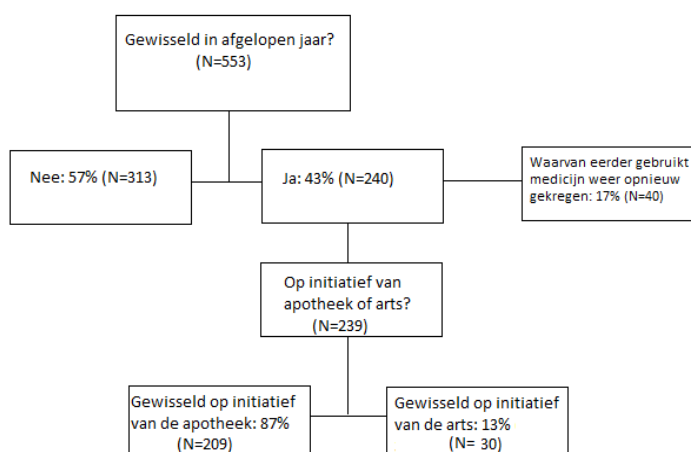 Gewisseld in afgelopen jaar?
(N=553)
Nee: 57% (N=313)
Ja: 43% (N=240)
Waarvan eerder gebruikt
medicijn weer opnieuw
gekregen: 17% (N=40)
Op initiatief van
apotheek of arts?
(N=239)
Gewisseld op initiatief
van de apotheek: 87%
(N=209)
Gewisseld op initiatief
van de arts: 13%
(N= 30)